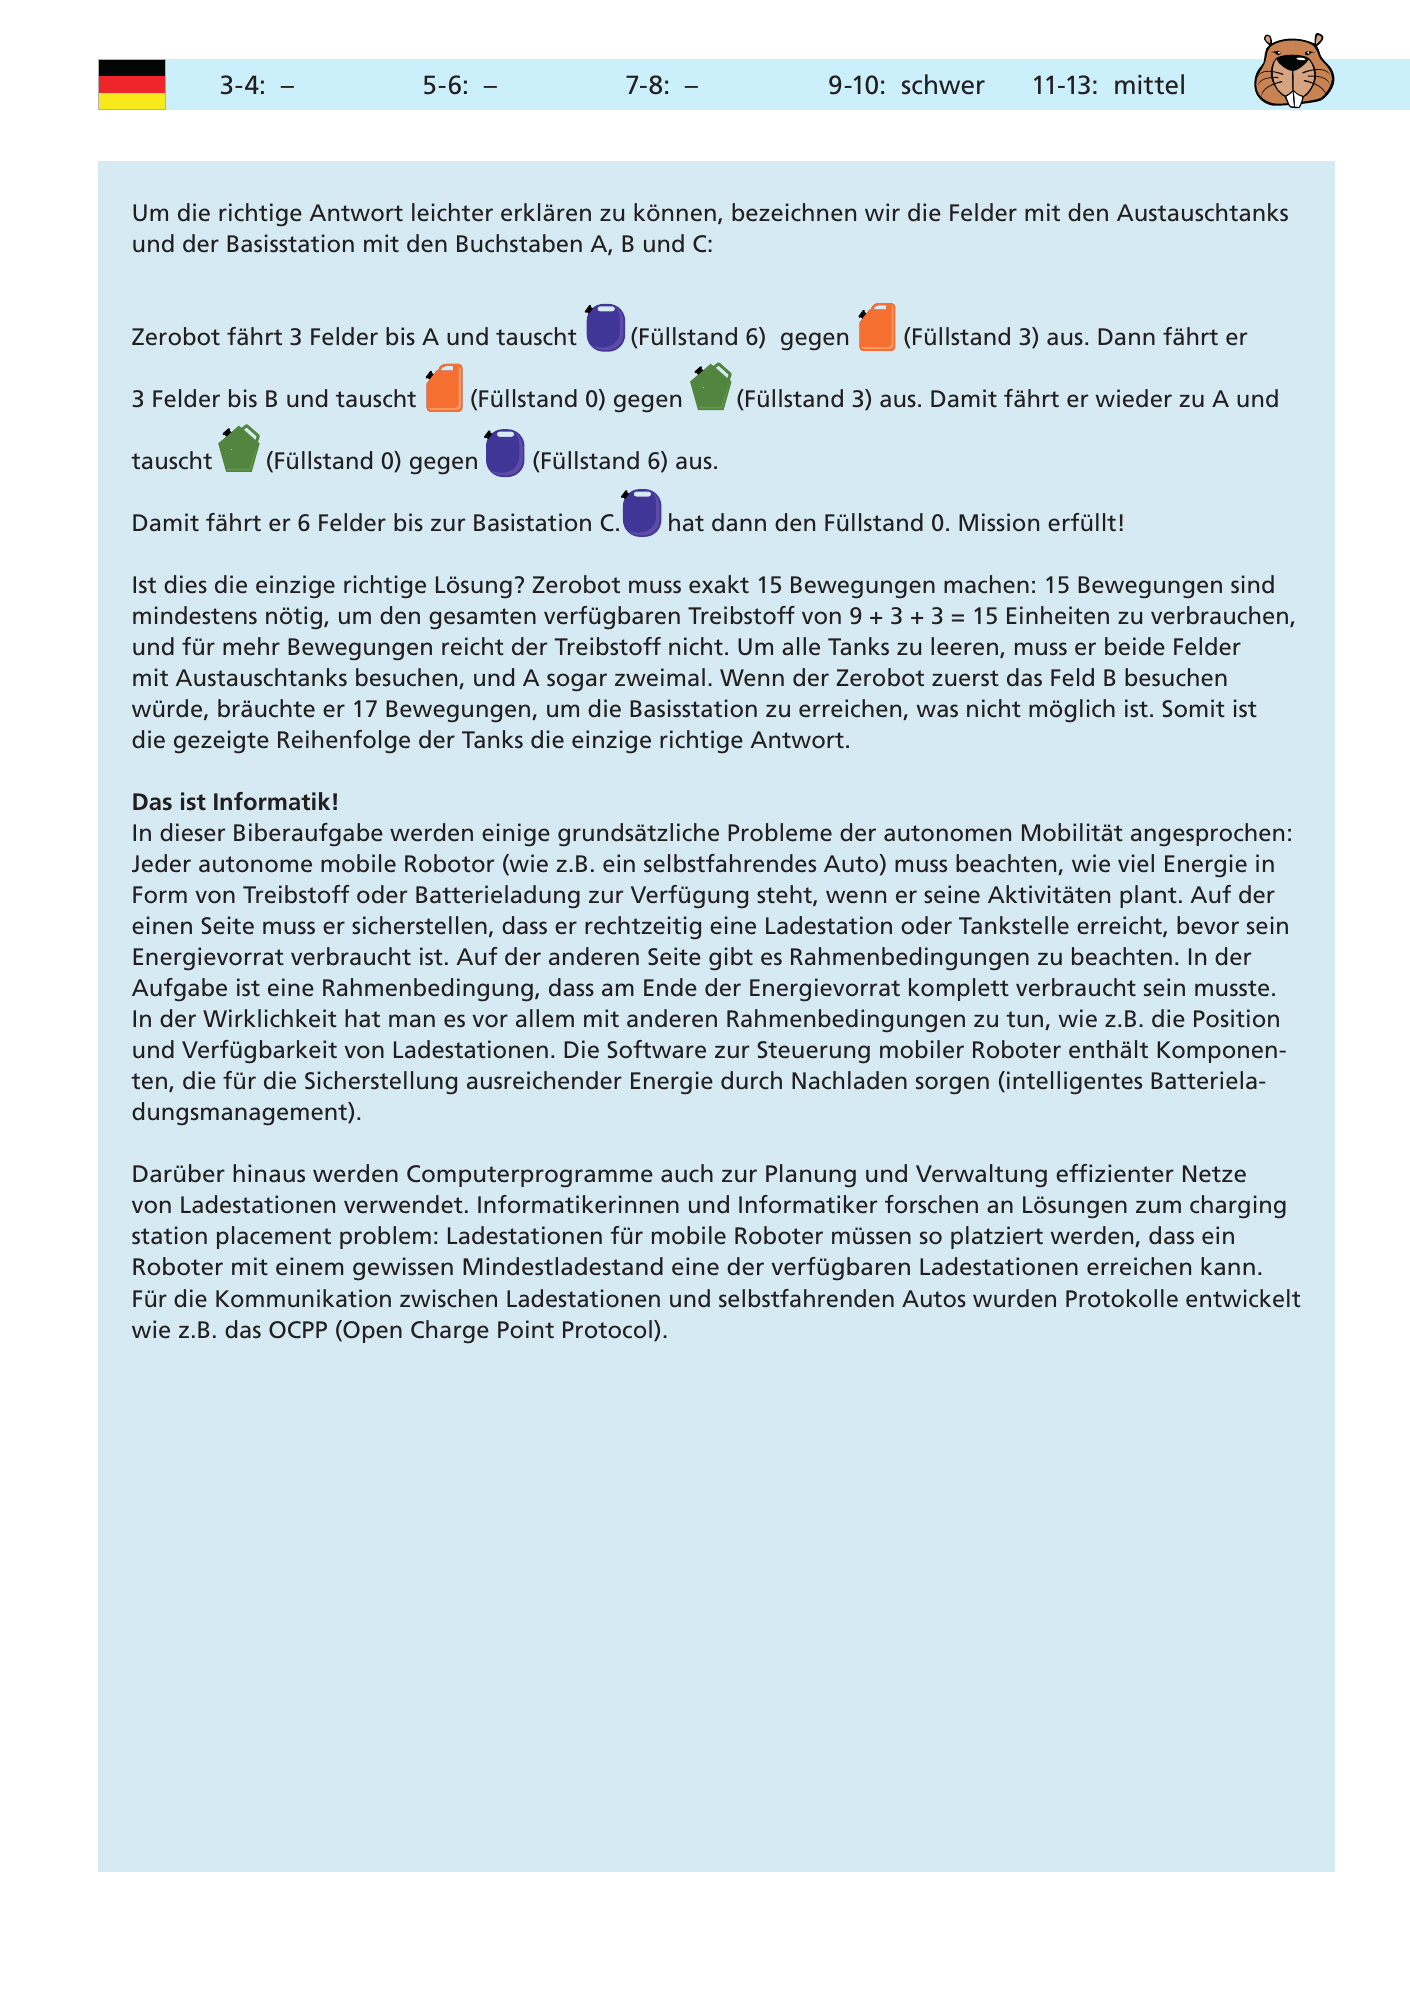 3-4: –
5-6: –
7-8: –
9-10: schwer
11-13: mittel
Um die richtige Antwort leichter erklären zu können, bezeichnen wir die Felder mit den Austauschtanks
und der Basisstation mit den Buchstaben A, B und C:
Zerobot fährt 3 Felder bis A und tauscht (Füllstand 6) gegen (Füllstand 3) aus. Dann fährt er
3 Felder bis B und tauscht (Füllstand 0) gegen (Füllstand 3) aus. Damit fährt er wieder zu A und
tauscht (Füllstand 0) gegen (Füllstand 6) aus.
Damit fährt er 6 Felder bis zur Basistation C. hat dann den Füllstand 0. Mission erfüllt!
Ist dies die einzige richtige Lösung? Zerobot muss exakt 15 Bewegungen machen: 15 Bewegungen sind
mindestens nötig, um den gesamten verfügbaren Treibstoff von 9 + 3 + 3 = 15 Einheiten zu verbrauchen,
und für mehr Bewegungen reicht der Treibstoff nicht. Um alle Tanks zu leeren, muss er beide Felder
mit Austauschtanks besuchen, und A sogar zweimal. Wenn der Zerobot zuerst das Feld B besuchen
würde, bräuchte er 17 Bewegungen, um die Basisstation zu erreichen, was nicht möglich ist. Somit ist
die gezeigte Reihenfolge der Tanks die einzige richtige Antwort.
Das ist Informatik!
In dieser Biberaufgabe werden einige grundsätzliche Probleme der autonomen Mobilität angesprochen:
Jeder autonome mobile Robotor (wie z.B. ein selbstfahrendes Auto) muss beachten, wie viel Energie in
Form von Treibstoff oder Batterieladung zur Verfügung steht, wenn er seine Aktivitäten plant. Auf der
einen Seite muss er sicherstellen, dass er rechtzeitig eine Ladestation oder Tankstelle erreicht, bevor sein
Energievorrat verbraucht ist. Auf der anderen Seite gibt es Rahmenbedingungen zu beachten. In der
Aufgabe ist eine Rahmenbedingung, dass am Ende der Energievorrat komplett verbraucht sein musste.
In der Wirklichkeit hat man es vor allem mit anderen Rahmenbedingungen zu tun, wie z.B. die Position
und Verfügbarkeit von Ladestationen. Die Software zur Steuerung mobiler Roboter enthält Komponen-
ten, die für die Sicherstellung ausreichender Energie durch Nachladen sorgen (intelligentes Batteriela-
dungsmanagement).
Darüber hinaus werden Computerprogramme auch zur Planung und Verwaltung effizienter Netze
von Ladestationen verwendet. Informatikerinnen und Informatiker forschen an Lösungen zum charging
station placement problem: Ladestationen für mobile Roboter müssen so platziert werden, dass ein
Roboter mit einem gewissen Mindestladestand eine der verfügbaren Ladestationen erreichen kann.
Für die Kommunikation zwischen Ladestationen und selbstfahrenden Autos wurden Protokolle entwickelt
wie z.B. das OCPP (Open Charge Point Protocol).